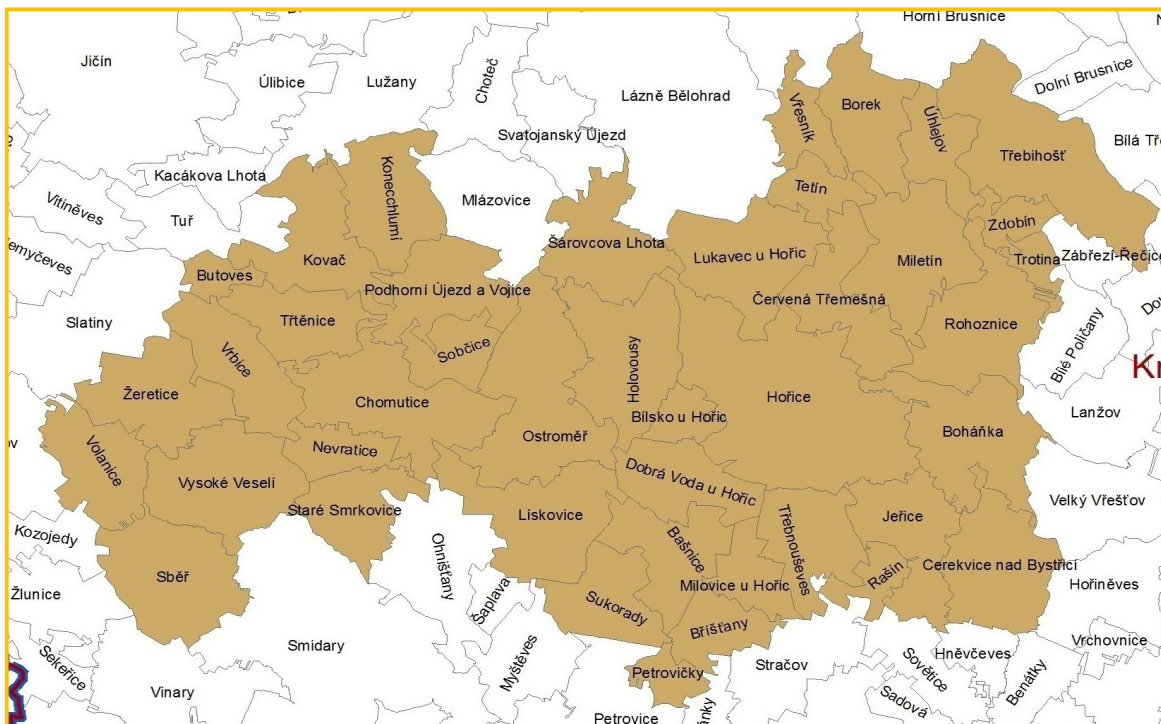 Horní Brusnice
Jičín
Úlibice
Lužany
Choteč
Lázně Bělohrad
Dolní Brusnice
Vřesník
Borek
Úhlejov
Svatojanský Újezd
Třebihošť
Kacákova Lhota
Konecchlumí
Tetín
Vitiněves
Tuř
Mlázovice
Zdobín
Šárovcova Lhota
Lukavec u Hořic
Miletín
Trotina
Zábřezí-Řečice
Kovač
Butoves
Podhorní Újezd a Vojice
Červená Třemešná
Slatiny
Třtěnice
Rohoznice
Sobčice
Vrbice
Holovousy
Bílé Poličany
Žeretice
Chomutice
Hořice
Lanžov
Bílsko u Hořic
Ostroměř
Boháňka
Volanice
Nevratice
Vysoké Veselí
Dobrá Voda u Hořic
Velký Vřešťov
Staré Smrkovice
Lískovice
Jeřice
Kozojedy
Ohnišťany
Bašnice
Třebnouševes
Sběř
Cerekvice nad Bystřicí
Rašín
Žlunice
Šaplava
Sukorady
Milovice u Hořic
Hořiněves
Bříšťany
Smidary
Vrchovnice
Sekeřice
Myštěves
Petrovičky
Stračov
Sovětice
Hněvčeves
Benátky
Vinary
Sadová
Petrovice